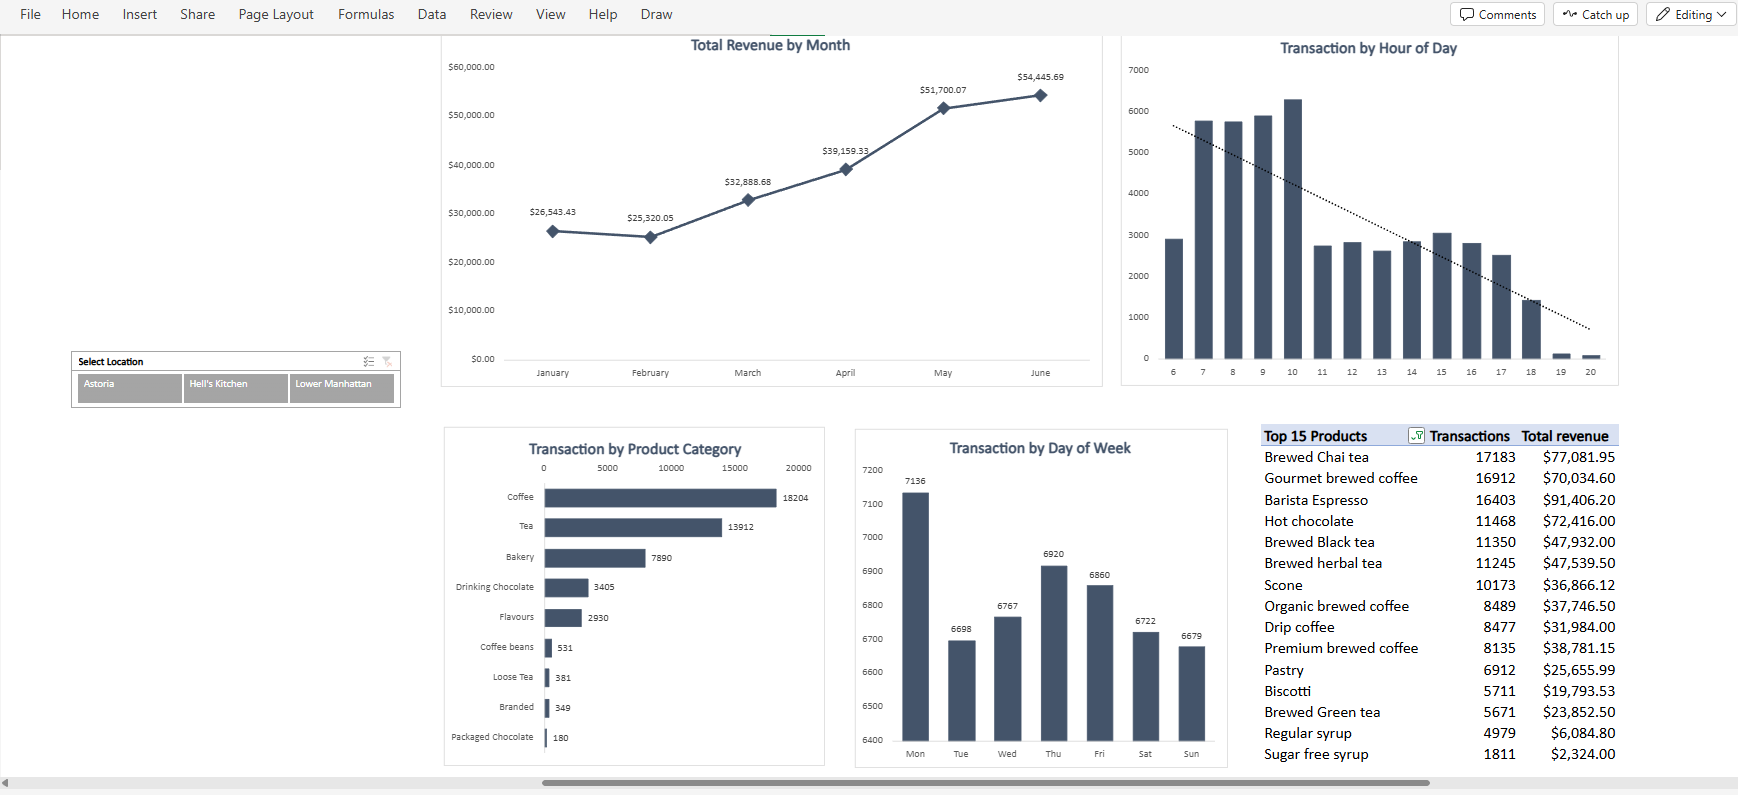 File Home Insert Share Page Layout Formulas Data Review View Help Draw Comments Catch up Editing
Total Revenue by Month
$60,000.00
$50,000.00
$40,000.00
$30,000.00
$20,000.00
$10,000.00
$0.00
$26,543.43
$25,320.05
$32,888.68
$39,159.33
$51,700.07
$54,445.69
January February March April May June
Transaction by Hour of Day
7000
6000
5000
4000
3000
2000
1000
0
6 7 8 9 10 11 12 13 14 15 16 17 18 19 20
Select Location
Astoria Hell's Kitchen Lower Manhattan
Transaction by Product Category
0 5000 10000 15000 20000
Coffee 18204
Tea 13912
Bakery 7890
Drinking Chocolate 3405
Flavours 2930
Coffee beans 531
Loose Tea 381
Branded 349
Packaged Chocolate 180
Transaction by Day of Week
7200
7100
7000
6900
6800
6700
6600
6500
6400
7136
6698
6767
6920
6860
6722
6679
Mon Tue Wed Thu Fri Sat Sun
Top 15 Products Transactions Total revenue
Brewed Chai tea 17183 $77,081.95
Gourmet brewed coffee 16912 $70,034.60
Barista Espresso 16403 $91,406.20
Hot chocolate 11468 $72,416.00
Brewed Black tea 11350 $47,932.00
Brewed herbal tea 11245 $47,539.50
Scone 10173 $36,866.12
Organic brewed coffee 8489 $37,746.50
Drip coffee 8477 $31,984.00
Premium brewed coffee 8135 $38,781.15
Pastry 6912 $25,655.99
Biscotti 5711 $19,793.53
Brewed Green tea 5671 $23,852.50
Regular syrup 4979 $6,084.80
Sugar free syrup 1811 $2,324.00